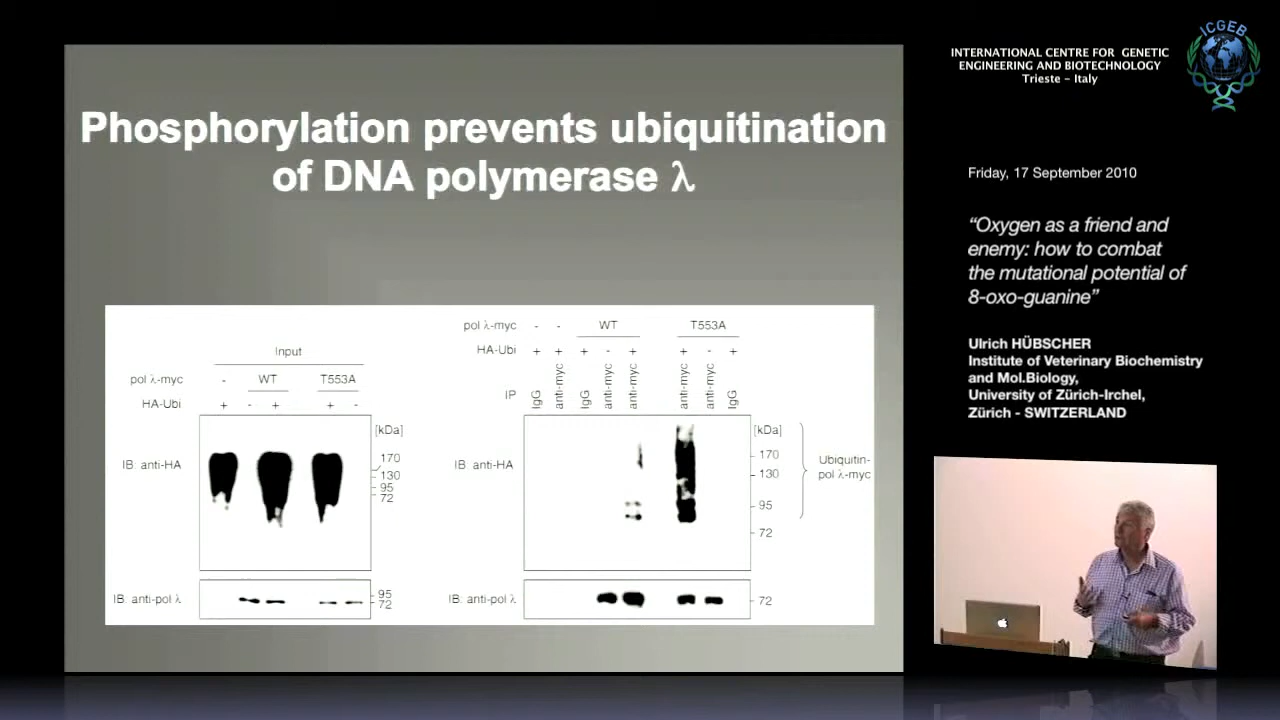 Phosphorylation prevents ubiquitination
of DNA polymerase λ
Input
pol λ-myc - WT T553A
HA-Ubi + - + + -
[kDa]
IB: anti-HA
170
130
95
72
IB: anti-pol λ
95
72
pol λ-myc - - WT T553A
HA-Ubi + + + - + + - +
IP IgG anti-myc IgG anti-myc anti-myc anti-myc anti-myc IgG
[kDa]
IB: anti-HA
170
130
95
72
Ubiquitin-
pol λ-myc
IB: anti-pol λ
72
ICGEB
INTERNATIONAL CENTRE FOR GENETIC
ENGINEERING AND BIOTECHNOLOGY
Trieste - Italy
Friday, 17 September 2010
“Oxygen as a friend and
enemy: how to combat
the mutational potential of
8-oxo-guanine”
Ulrich HÜBSCHER
Institute of Veterinary Biochemistry
and Mol.Biology,
University of Zürich-Irchel,
Zürich - SWITZERLAND